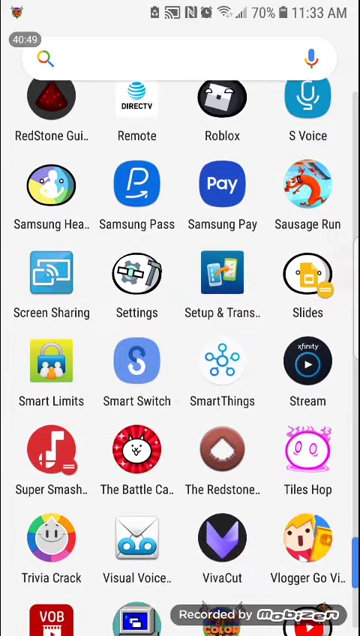 70% 11:33 AM
40:49
DIRECTV
RedStone Gui.. Remote Roblox S Voice
Pay
Samsung Hea.. Samsung Pass Samsung Pay Sausage Run
Screen Sharing Settings Setup & Trans.. Slides
xfinity
Smart Limits Smart Switch SmartThings Stream
Super Smash.. The Battle Ca.. The Redstone.. Tiles Hop
Trivia Crack Visual Voice.. VivaCut Vlogger Go Vi..
VOB
COLOR
Recorded by Mobizen